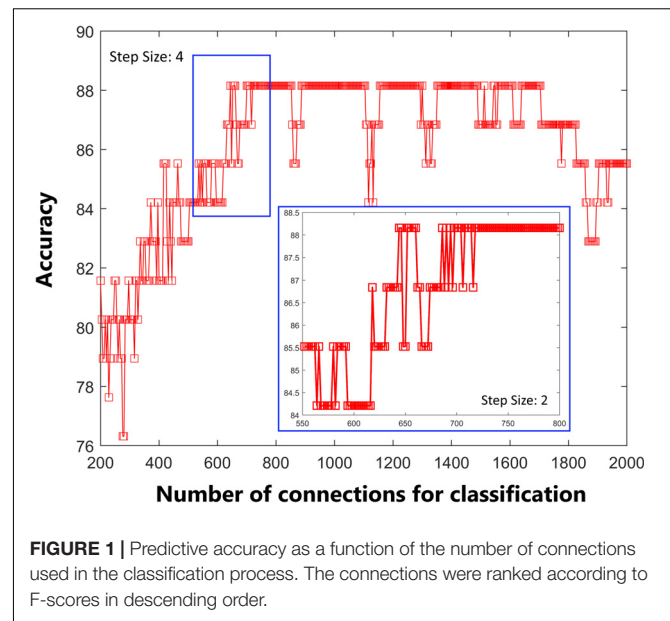 90
88
86
84
82
80
78
76
Accuracy
Step Size: 4
88.5
88
87.5
87
86.5
86
85.5
85
84.5
84
550 600 650 700 750 800
Step Size: 2
200 400 600 800 1000 1200 1400 1600 1800 2000
Number of connections for classification
FIGURE 1 | Predictive accuracy as a function of the number of connections
used in the classification process. The connections were ranked according to
F-scores in descending order.